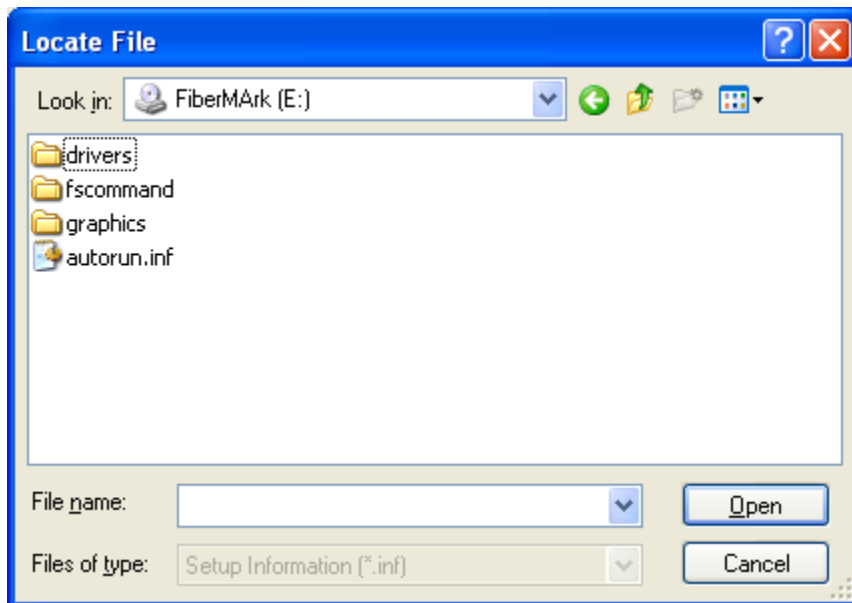 Locate File
Look in: FiberMArk (E:)
drivers
fscommand
graphics
autorun.inf
File name: Open
Files of type: Setup Information (*.inf) Cancel